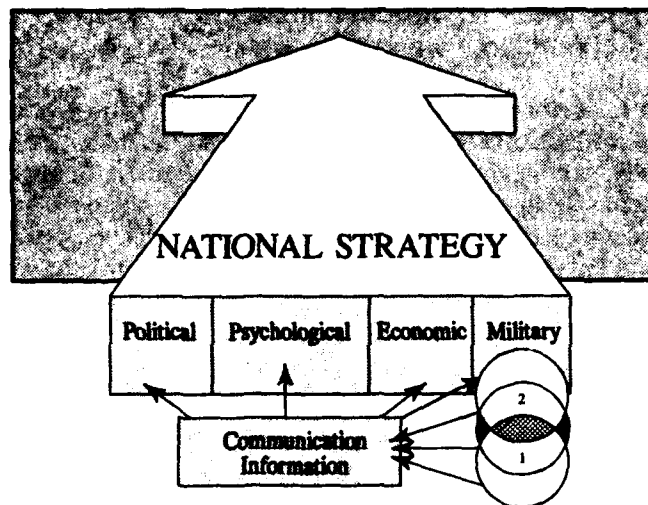 NATIONAL STRATEGY
Political Psychological Economic Military
2
1
Communication
Information